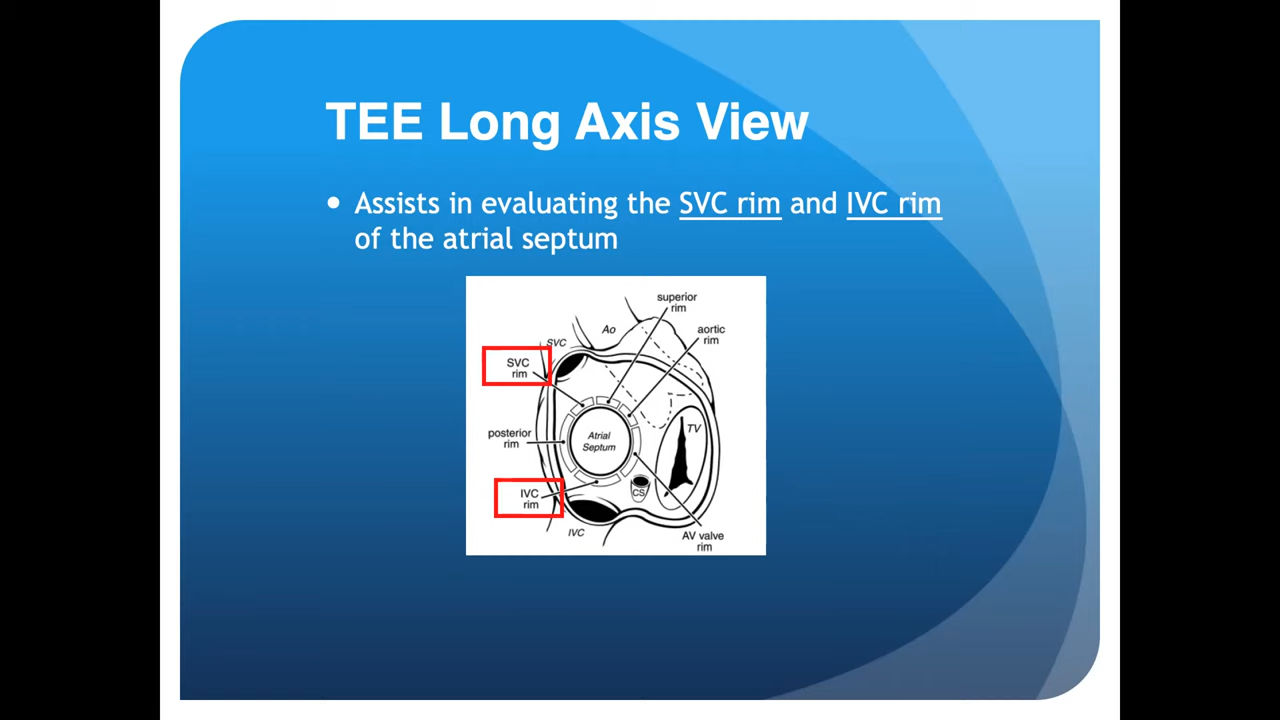 TEE Long Axis View
• Assists in evaluating the SVC rim and IVC rim
of the atrial septum
superior
rim
Ao
aortic
rim
SVC
SVC
rim
TV
posterior
rim
Atrial
Septum
IVC
rim
CS
IVC
AV valve
rim